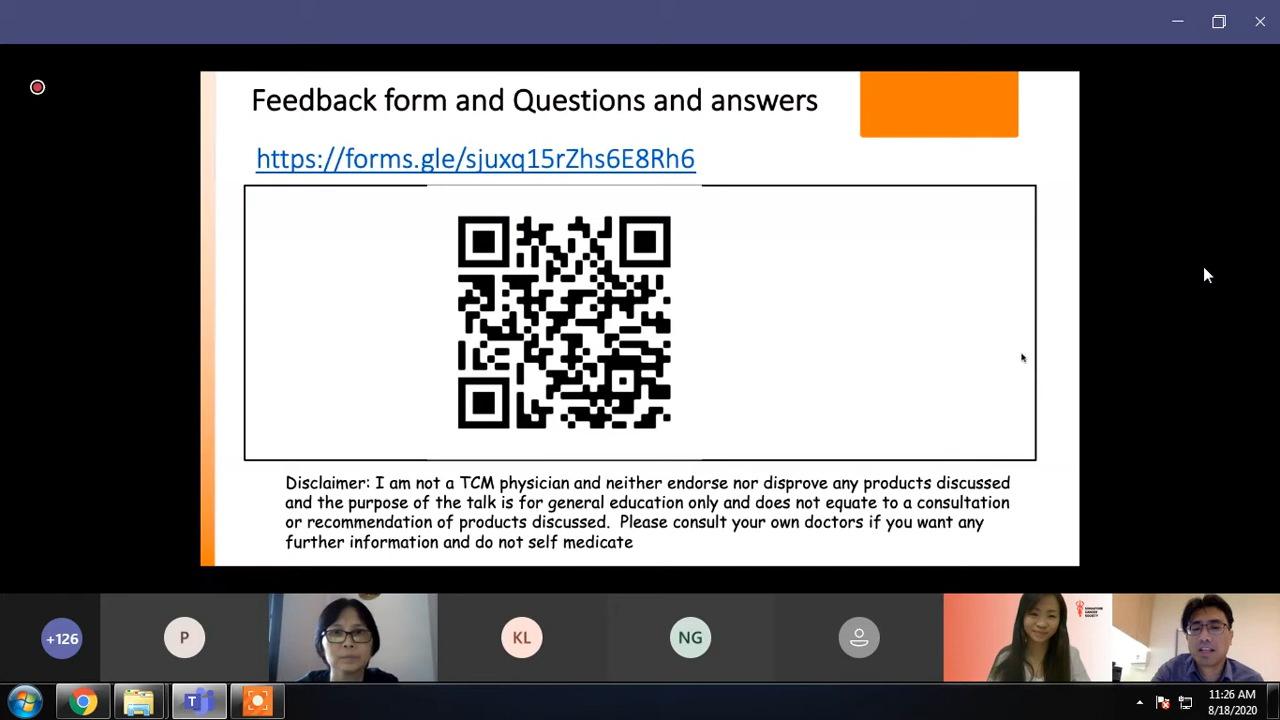 Feedback form and Questions and answers
https://forms.gle/sjuxq15rZhs6E8Rh6
Disclaimer: I am not a TCM physician and neither endorse nor disprove any products discussed
and the purpose of the talk is for general education only and does not equate to a consultation
or recommendation of products discussed. Please consult your own doctors if you want any
further information and do not self medicate
+126
P
KL
NG
SINGAPORE
CANCER
SOCIETY
11:26 AM
8/18/2020